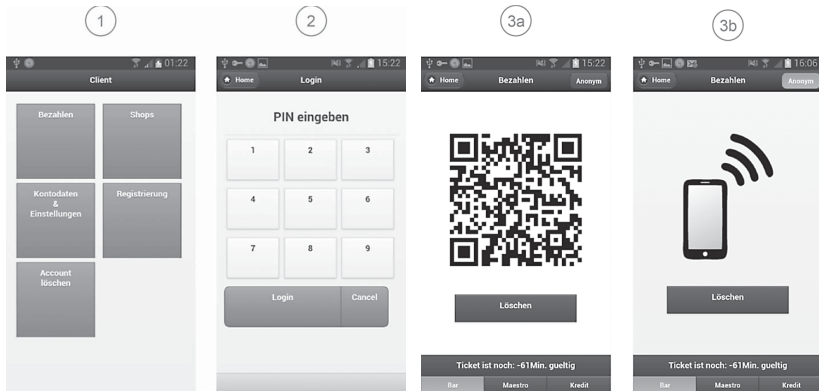 1
01:22
Client
Bezahlen
Shops
Kontodaten
&
Einstellungen
Registrierung
Account
löschen
2
15:22
Home
Login
PIN eingeben
1 2 3
4 5 6
7 8 9
Login
Cancel
3a
15:22
Home
Bezahlen
Anonym
Löschen
Ticket ist noch: -61Min. gueltig
Bar
Maestro
Kredit
3b
16:06
Home
Bezahlen
Anonym
Löschen
Ticket ist noch: -61Min. gueltig
Bar
Maestro
Kredit